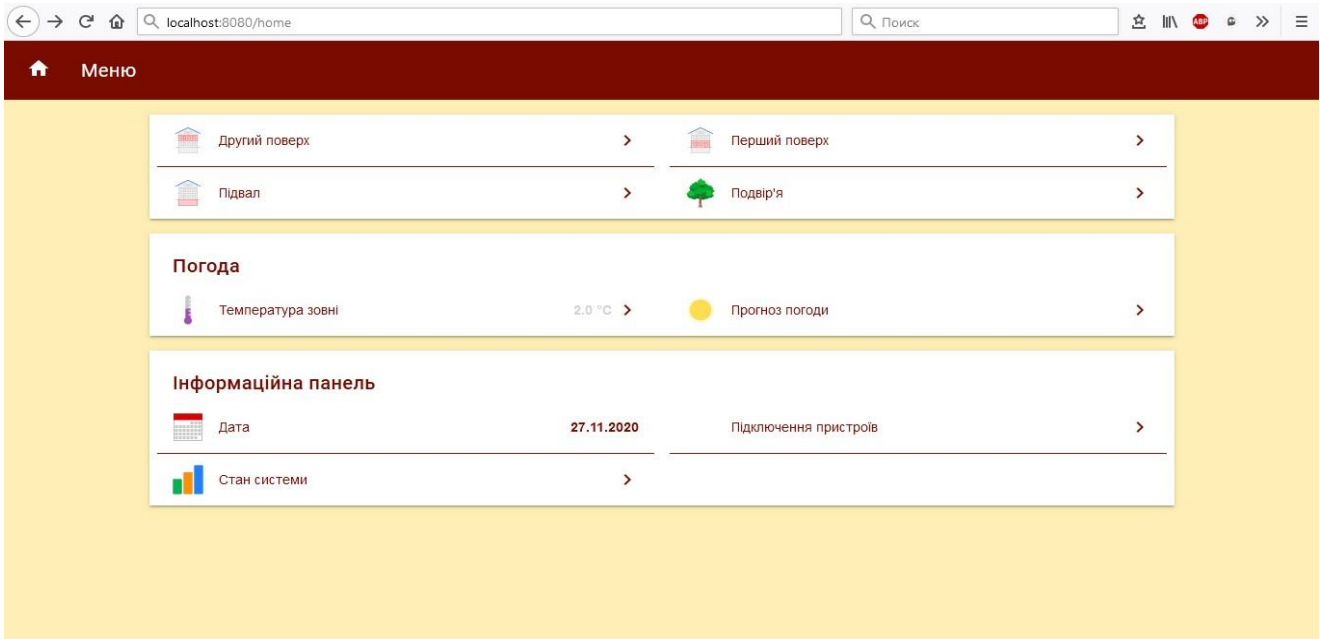 localhost:8080/home
Поиск
ABP
Меню
Другий поверх
Перший поверх
Підвал
Подвір'я
Погода
Температура зовні 2.0 °C
Прогноз погоди
Інформаційна панель
Дата 27.11.2020
Підключення пристроїв
Стан системи